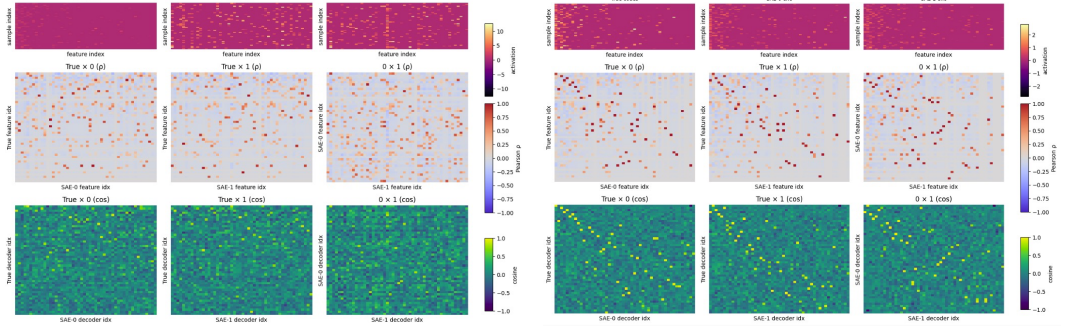 sample index
feature index
sample index
feature index
sample index
feature index
10
5
0
−5
−10
activation
True × 0 (ρ)
True feature idx
SAE-0 feature idx
True × 1 (ρ)
True feature idx
SAE-1 feature idx
0 × 1 (ρ)
SAE-0 feature idx
SAE-1 feature idx
1.00
0.75
0.50
0.25
0.00
−0.25
−0.50
−0.75
−1.00
Pearson ρ
True × 0 (cos)
True decoder idx
SAE-0 decoder idx
True × 1 (cos)
True decoder idx
SAE-1 decoder idx
0 × 1 (cos)
SAE-0 decoder idx
SAE-1 decoder idx
1.0
0.5
0.0
−0.5
−1.0
cosine
sample index
feature index
sample index
feature index
sample index
feature index
2
1
0
−1
−2
activation
True × 0 (ρ)
True feature idx
SAE-0 feature idx
True × 1 (ρ)
True feature idx
SAE-1 feature idx
0 × 1 (ρ)
SAE-0 feature idx
SAE-1 feature idx
1.00
0.75
0.50
0.25
0.00
−0.25
−0.50
−0.75
−1.00
Pearson ρ
True × 0 (cos)
True decoder idx
SAE-0 decoder idx
True × 1 (cos)
True decoder idx
SAE-1 decoder idx
0 × 1 (cos)
SAE-0 decoder idx
SAE-1 decoder idx
1.0
0.5
0.0
−0.5
−1.0
cosine